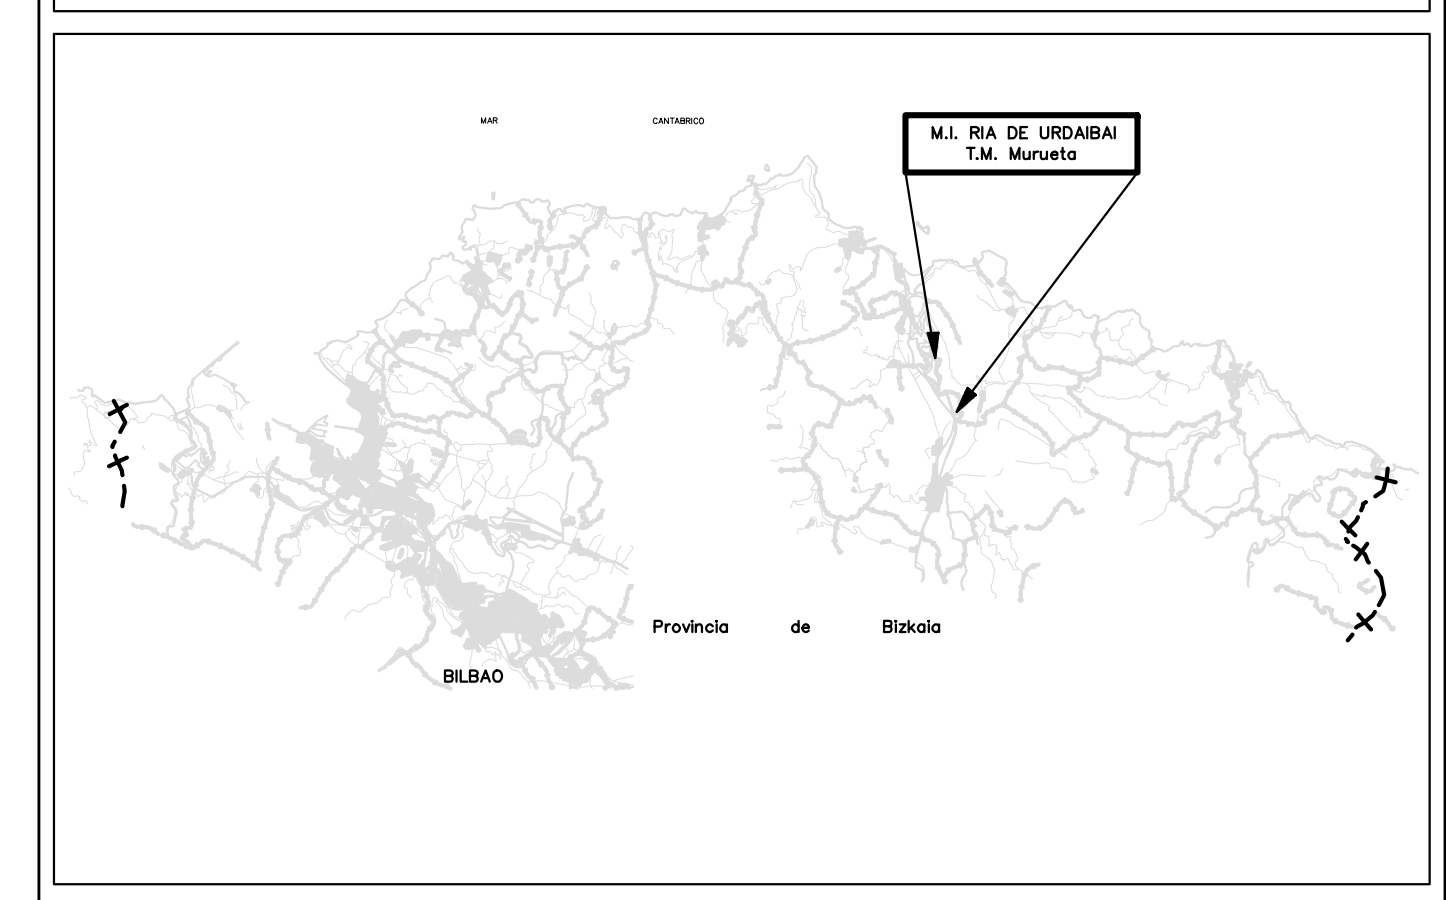 MAR CANTABRICO
M.I. RIA DE URDAIBAI
T.M. Murueta
Provincia de Bizkaia
BILBAO